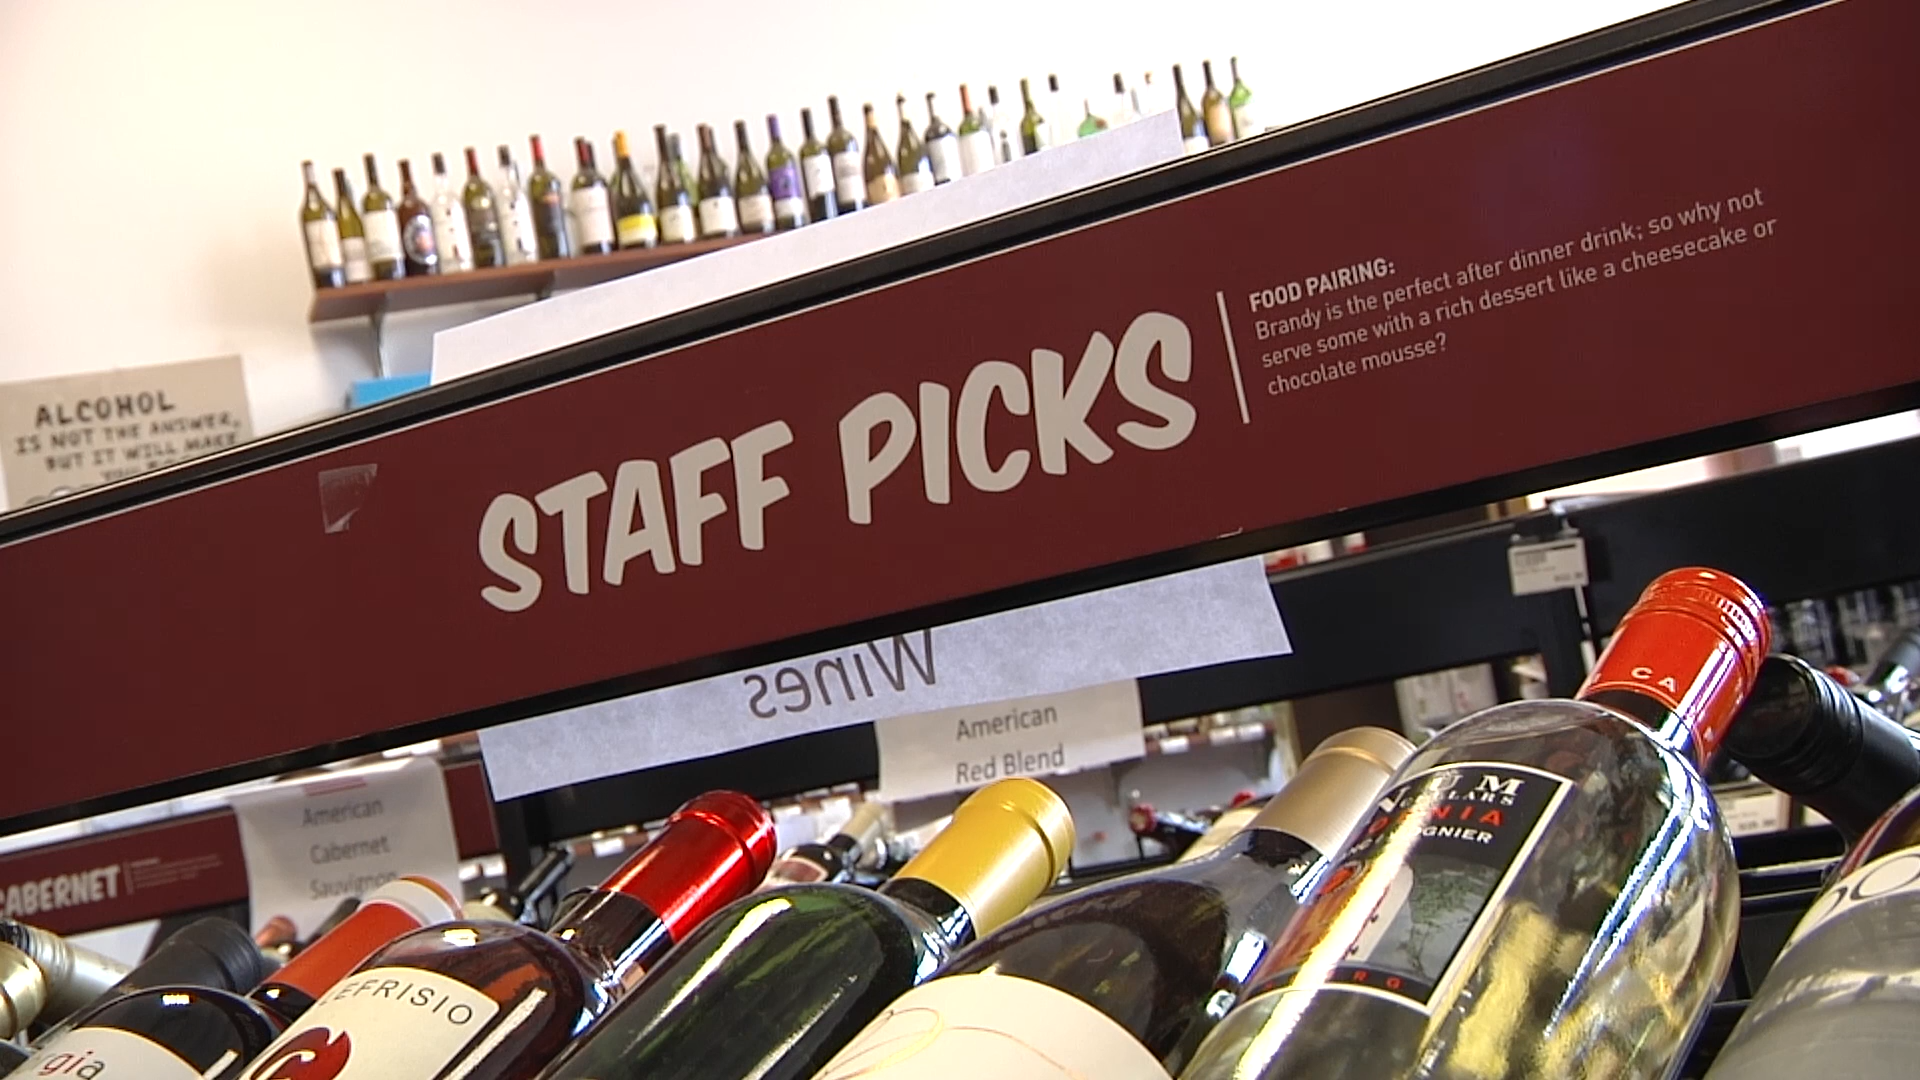 ALCOHOL
IS NOT THE ANSWER,
BUT IT WILL MAKE
STAFF PICKS
FOOD PAIRING:
Brandy is the perfect after dinner drink; so why not
serve some with a rich dessert like a cheesecake or
chocolate mousse?
Wines
American
Red Blend
American
Cabernet
Sauvignon
CABERNET
CA
CELLARS
EFRISIO
gia